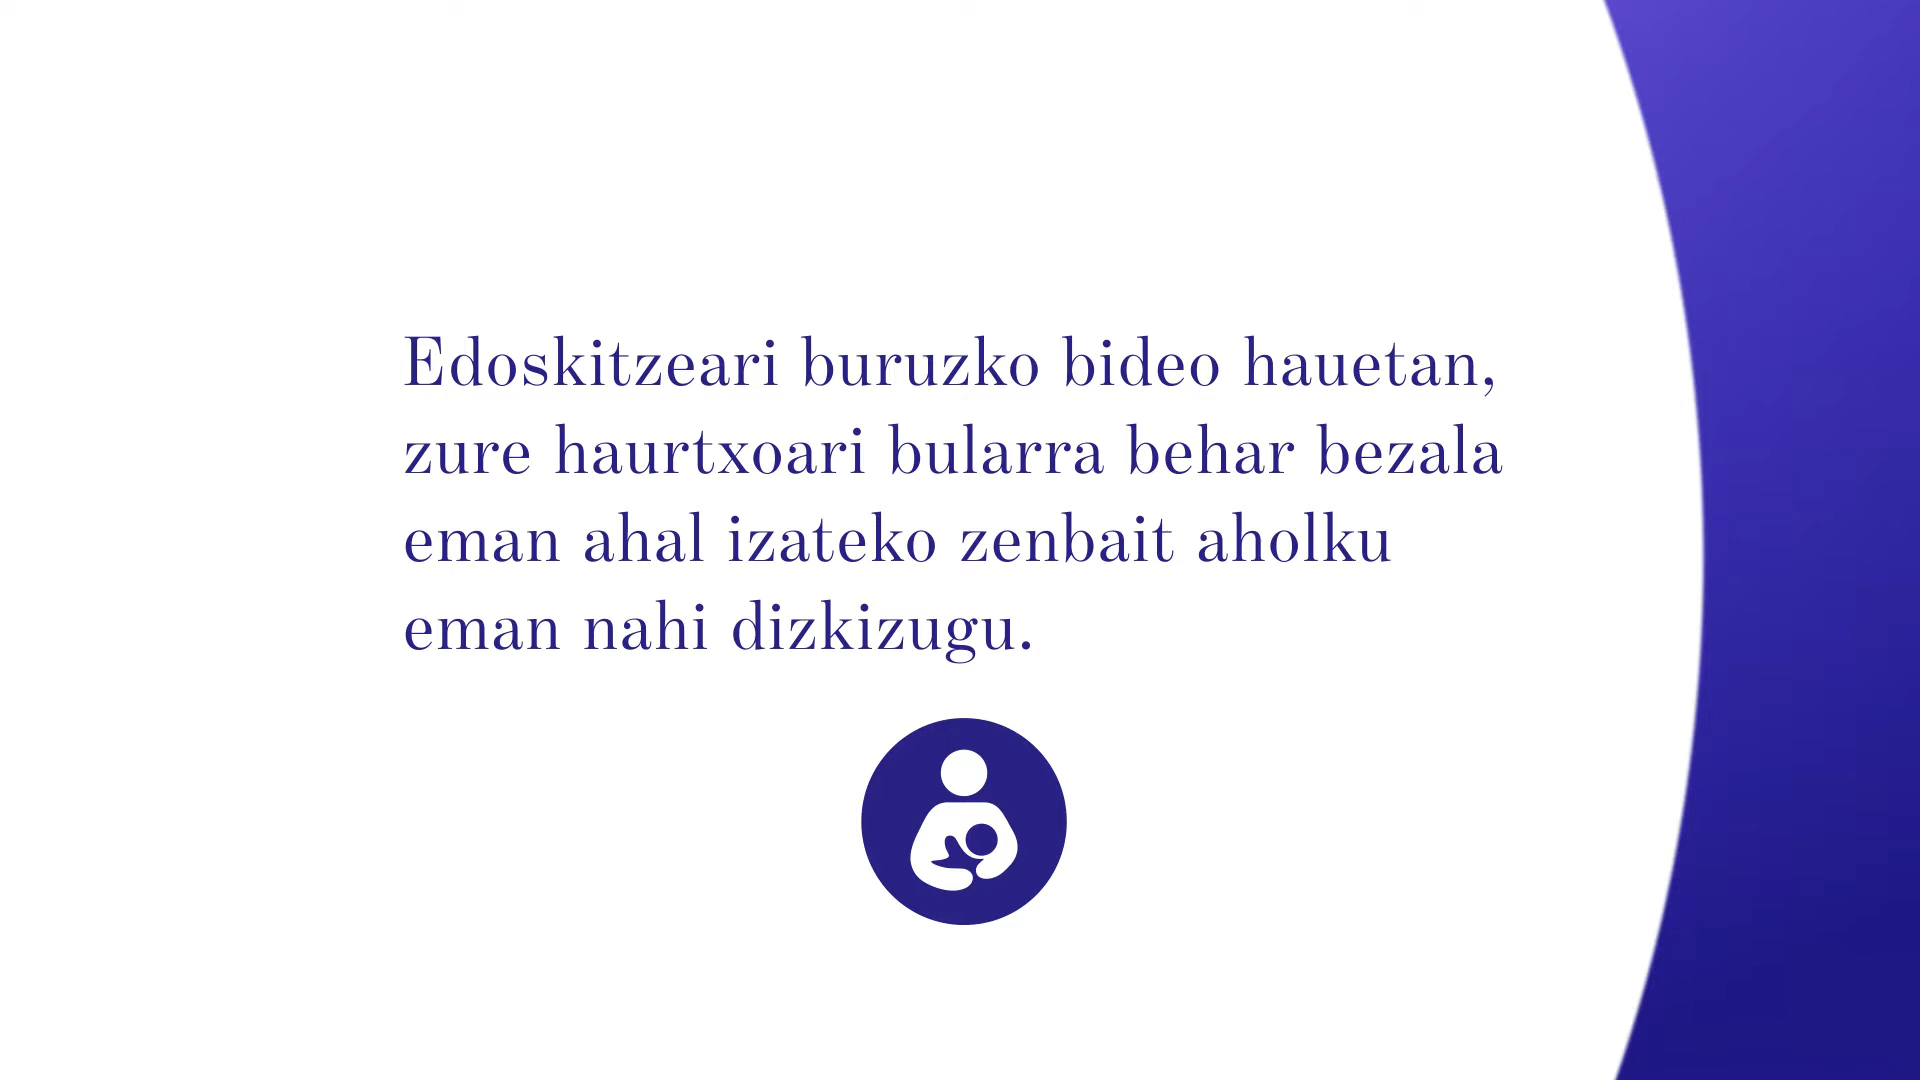 Edoskitzeari buruzko bideo hauetan,
zure haurtxoari bularra behar bezala
eman ahal izateko zenbait aholku
eman nahi dizkizugu.